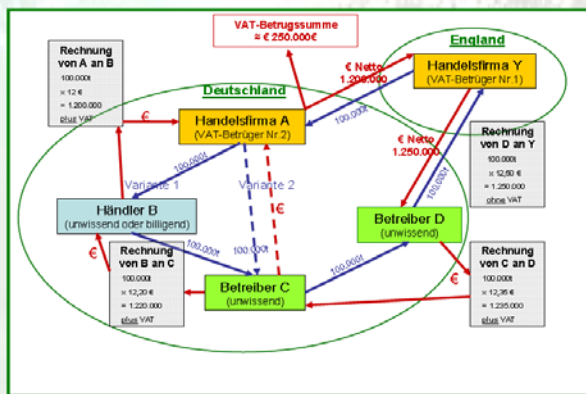 VAT-Betrugssumme
≈ € 250.000€
England
Rechnung
von A an B
100.000t
x 12 €
= 1.200.000
plus VAT
€ Netto
1.200.000
Handelsfirma Y
(VAT-Betrüger Nr.1)
Deutschland
€
Handelsfirma A
(VAT-Betrüger Nr.2)
100.000t
€ Netto
1.250.000
Rechnung
von D an Y
100.000
x 12,50 €
= 1.250.000
ohne VAT
100.000t
100.000t
Variante 1
Variante 2
€
Händler B
(unwissend oder billigend)
Betreiber D
(unwissend)
100.000t
100.000t
Rechnung
von B an C
100.000t
x 12,20 €
= 1.220.000
plus VAT
€
Betreiber C
(unwissend)
100.000t
€
Rechnung
von C an D
100.000t
x 12,35 €
= 1.235.000
plus VAT